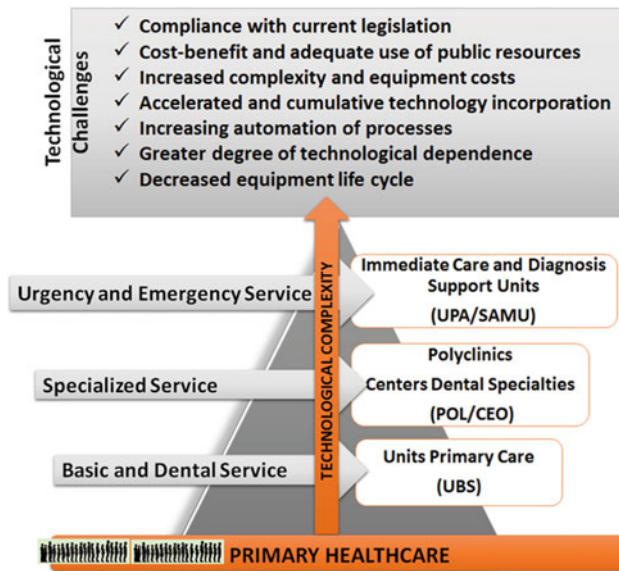 Technological
Challenges
✓ Compliance with current legislation
✓ Cost-benefit and adequate use of public resources
✓ Increased complexity and equipment costs
✓ Accelerated and cumulative technology incorporation
✓ Increasing automation of processes
✓ Greater degree of technological dependence
✓ Decreased equipment life cycle
TECHNOLOGICAL COMPLEXITY
Urgency and Emergency Service
Immediate Care and Diagnosis
Support Units
(UPA/SAMU)
Specialized Service
Polyclinics
Centers Dental Specialties
(POL/CEO)
Basic and Dental Service
Units Primary Care
(UBS)
PRIMARY HEALTHCARE